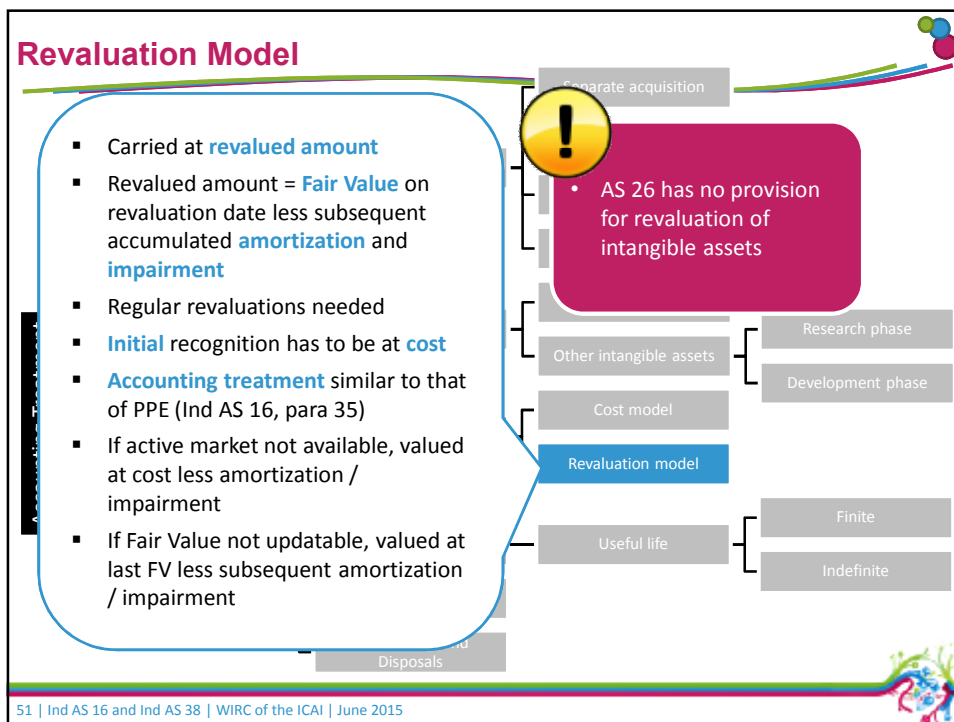 Revaluation Model
Separate acquisition
▪ Carried at revalued amount
▪ Revalued amount = Fair Value on
revaluation date less subsequent
accumulated amortization and
impairment
▪ Regular revaluations needed
▪ Initial recognition has to be at cost
▪ Accounting treatment similar to that
of PPE (Ind AS 16, para 35)
▪ If active market not available, valued
at cost less amortization /
impairment
▪ If Fair Value not updatable, valued at
last FV less subsequent amortization
/ impairment
!
• AS 26 has no provision
for revaluation of
intangible assets
Other intangible assets
Research phase
Development phase
Cost model
Revaluation model
Useful life
Finite
Indefinite
Disposals
51 | Ind AS 16 and Ind AS 38 | WIRC of the ICAI | June 2015